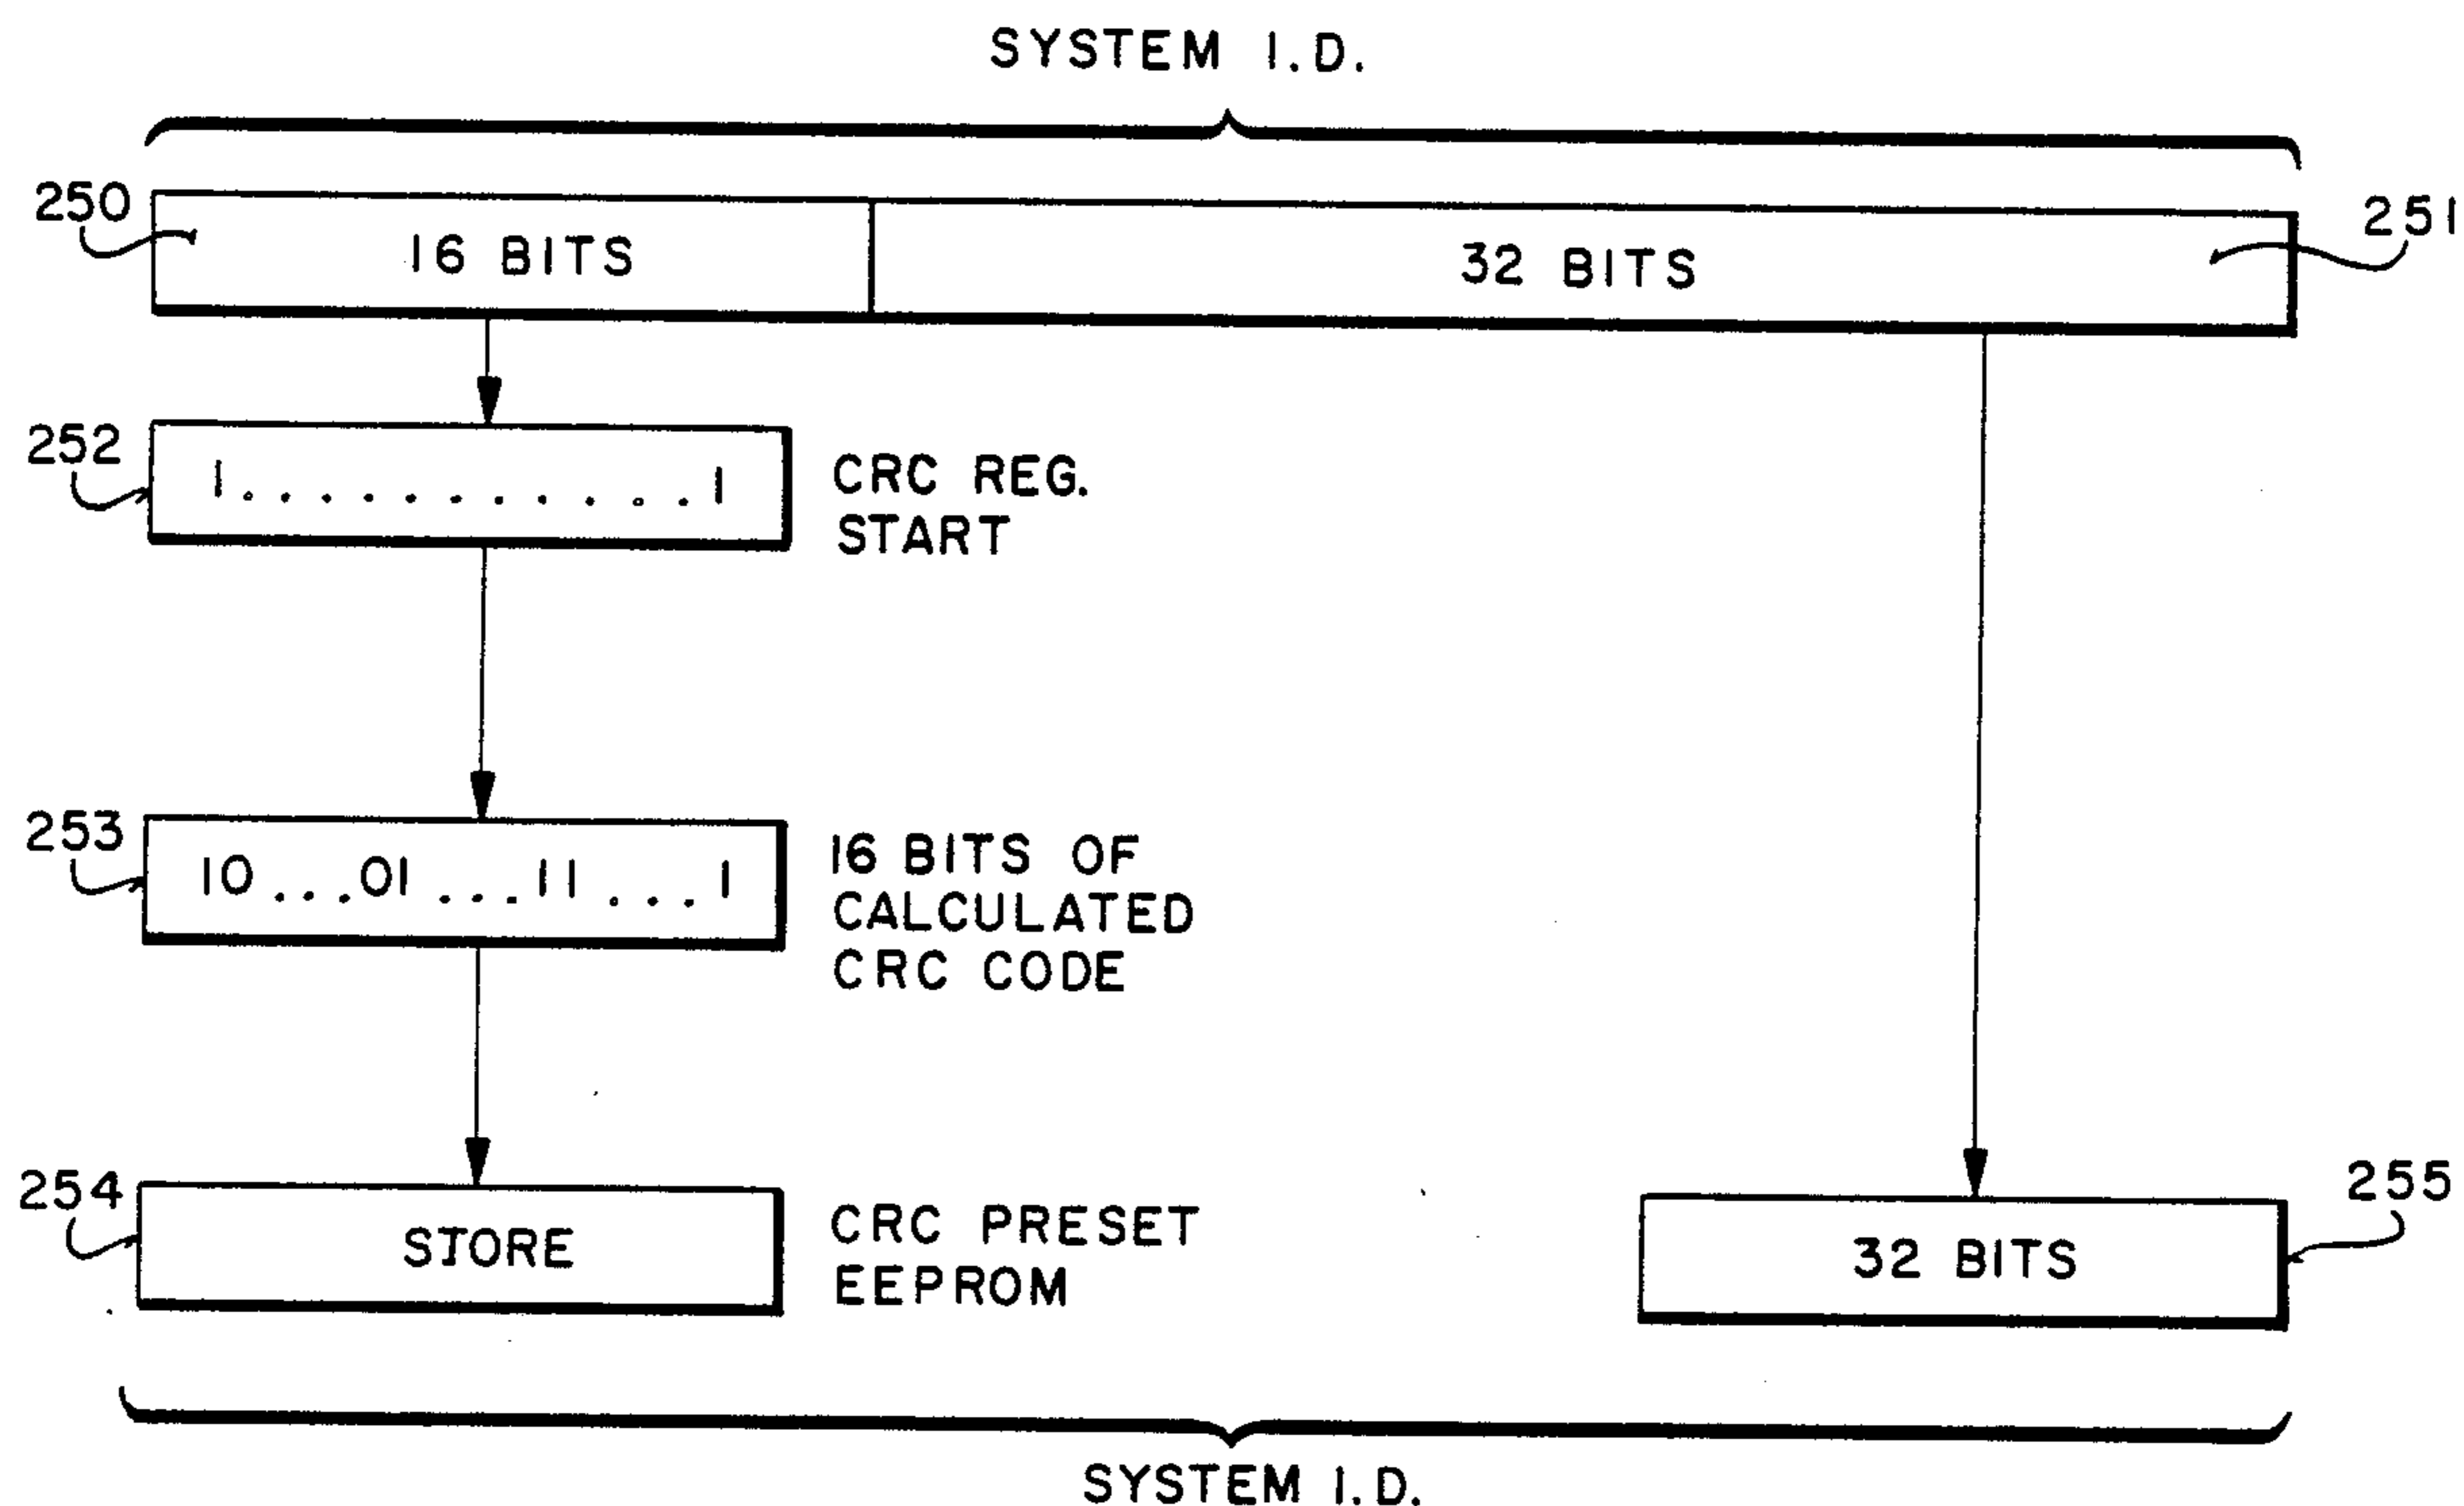 SYSTEM I.D.
250
16 BITS
32 BITS
251
252
1............1
CRC REG.
START
253
10...01...11...1
16 BITS OF
CALCULATED
CRC CODE
254
STORE
CRC PRESET
EEPROM
32 BITS
255
SYSTEM I.D.